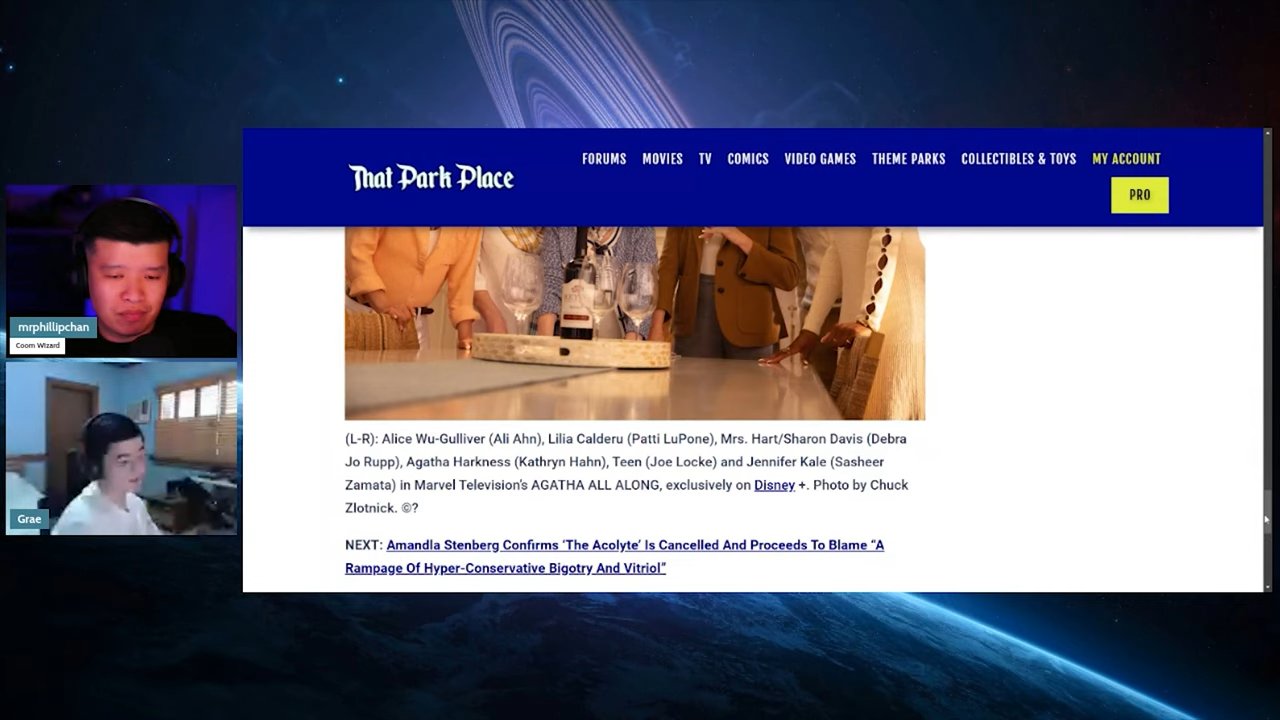 That Park Place
FORUMS MOVIES TV COMICS VIDEO GAMES THEME PARKS COLLECTIBLES & TOYS MY ACCOUNT
PRO
mrphillipchan
Coom Wizard
Grae
(L-R): Alice Wu-Gulliver (Ali Ahn), Lilia Calderu (Patti LuPone), Mrs. Hart/Sharon Davis (Debra
Jo Rupp), Agatha Harkness (Kathryn Hahn), Teen (Joe Locke) and Jennifer Kale (Sasheer
Zamata) in Marvel Television's AGATHA ALL ALONG, exclusively on Disney +. Photo by Chuck
Zlotnick. ©?
NEXT: Amandla Stenberg Confirms ‘The Acolyte’ Is Cancelled And Proceeds To Blame “A
Rampage Of Hyper-Conservative Bigotry And Vitriol”